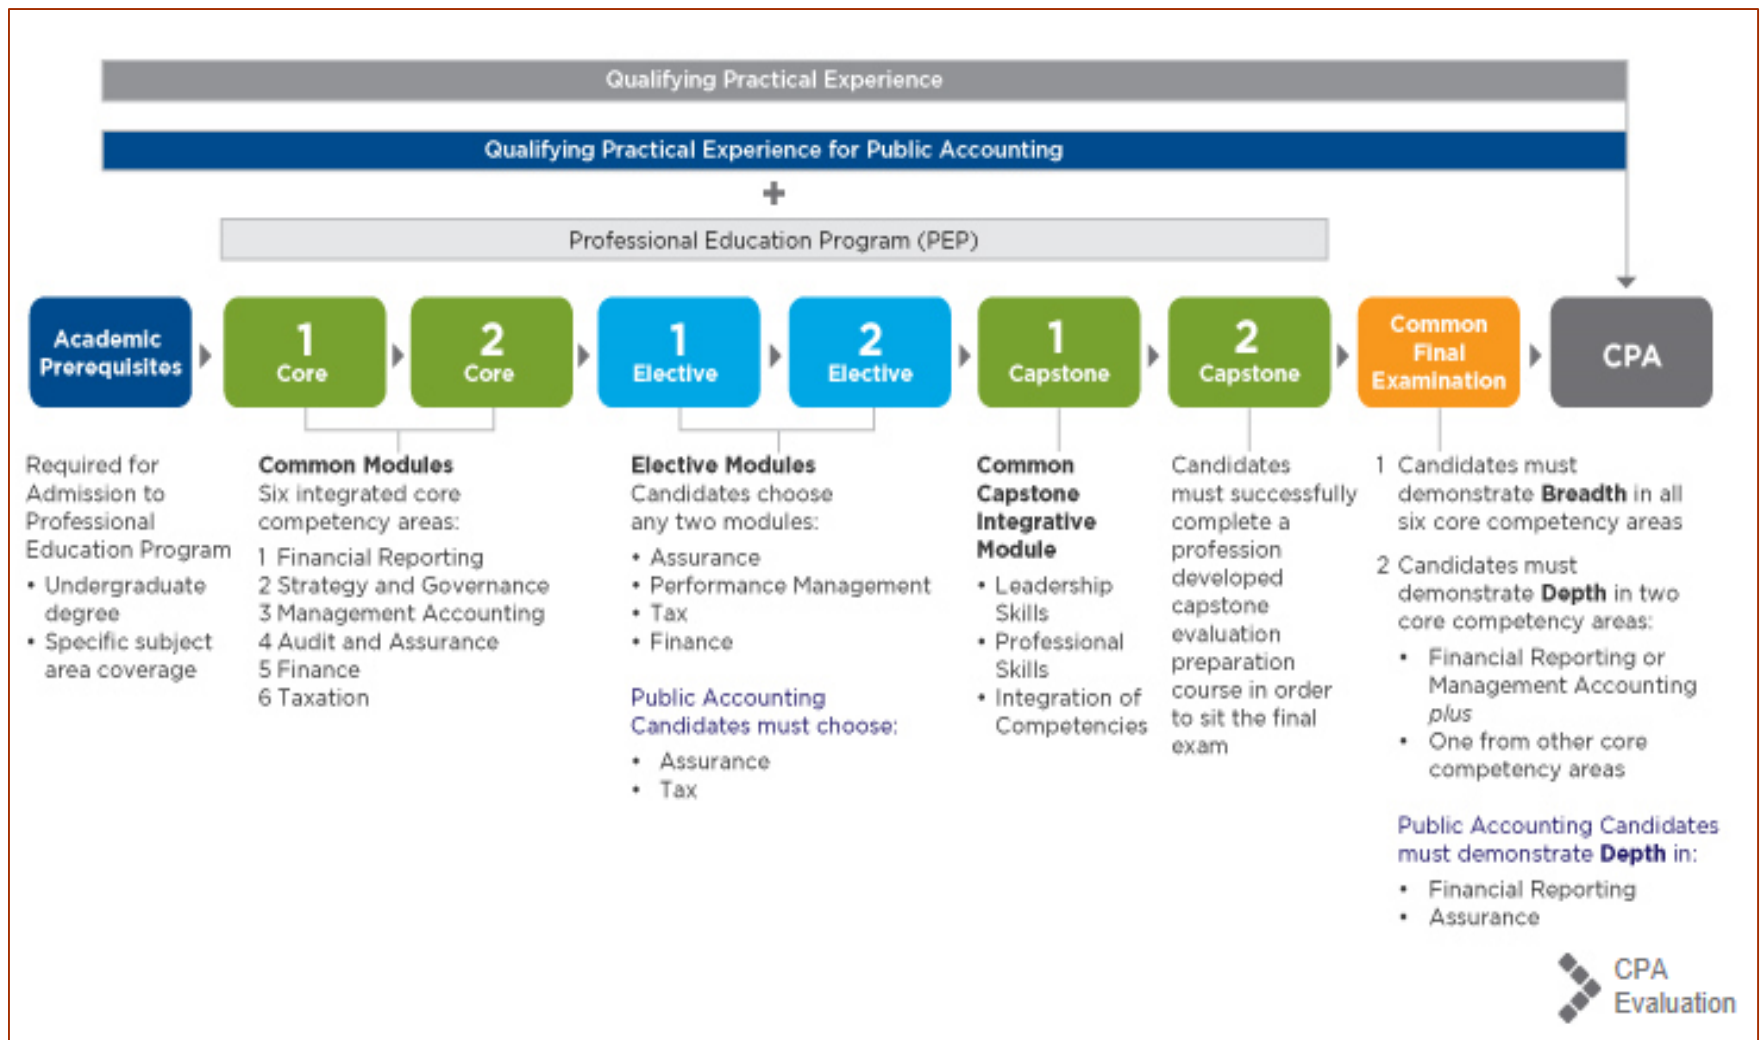 Qualifying Practical Experience
Qualifying Practical Experience for Public Accounting
+
Professional Education Program (PEP)
Academic
Prerequisites
1
Core
2
Core
1
Elective
2
Elective
1
Capstone
2
Capstone
Common
Final
Examination
CPA
Required for
Admission to
Professional
Education Program
• Undergraduate
degree
• Specific subject
area coverage
Common Modules
Six integrated core
competency areas:
1 Financial Reporting
2 Strategy and Governance
3 Management Accounting
4 Audit and Assurance
5 Finance
6 Taxation
Elective Modules
Candidates choose
any two modules:
• Assurance
• Performance Management
• Tax
• Finance
Public Accounting
Candidates must choose:
• Assurance
• Tax
Common
Capstone
Integrative
Module
• Leadership
Skills
• Professional
Skills
• Integration of
Competencies
Candidates
must successfully
complete a
profession
developed
capstone
evaluation
preparation
course in order
to sit the final
exam
1 Candidates must
demonstrate Breadth in all
six core competency areas
2 Candidates must
demonstrate Depth in two
core competency areas:
• Financial Reporting or
Management Accounting
plus
• One from other core
competency areas
Public Accounting Candidates
must demonstrate Depth in:
• Financial Reporting
• Assurance
CPA
Evaluation